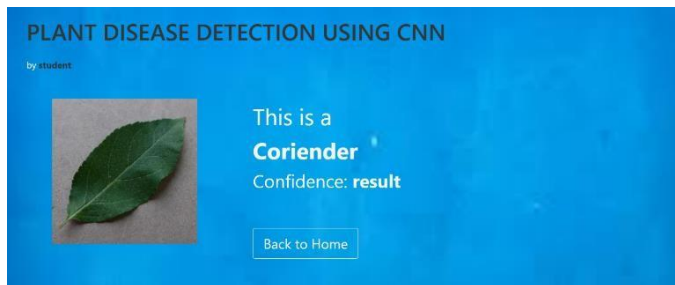 PLANT DISEASE DETECTION USING CNN
by student
This is a
Coriender
Confidence: result
Back to Home